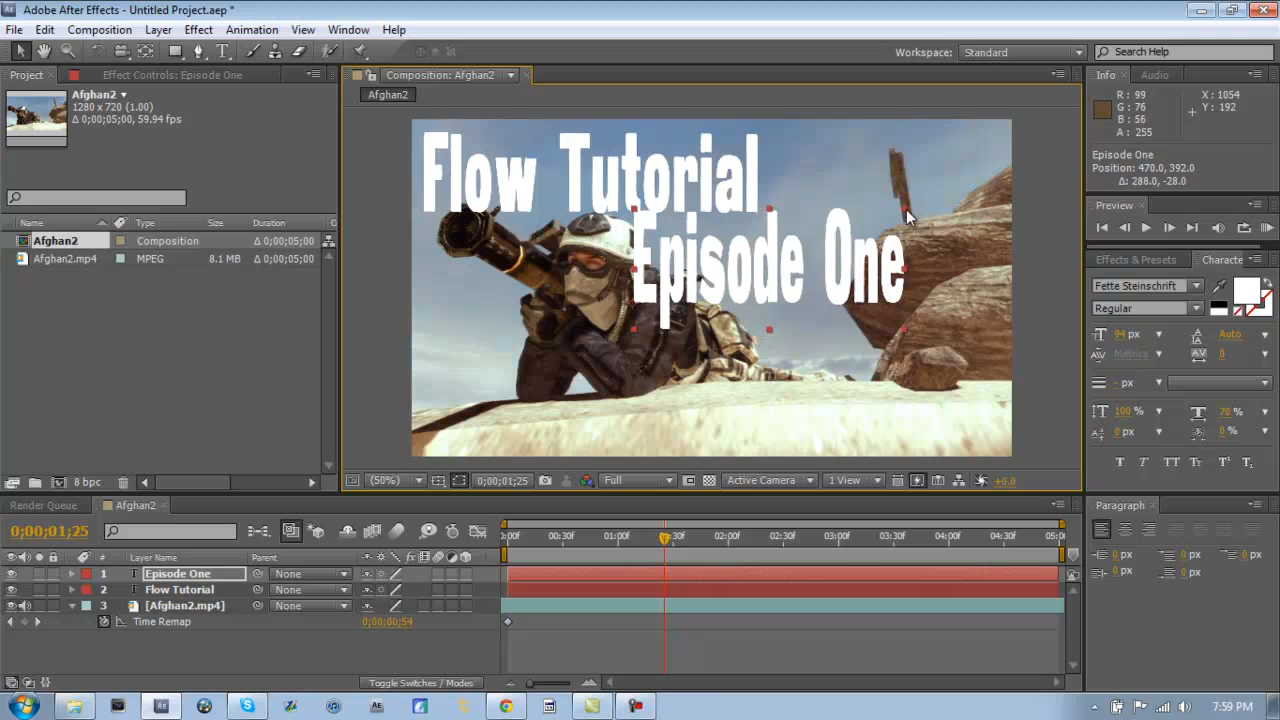 Adobe After Effects - Untitled Project.aep *
File Edit Composition Layer Effect Animation View Window Help
Workspace: Standard Search Help
Project Effect Controls: Episode One Composition: Afghan2 Info Audio
Afghan2
1280 x 720 (1.00)
Δ 0;00;05;00, 59.94 fps
Afghan2
R : 99
G : 76
B : 56
A : 255
X : 1054
Y : 192
Episode One
Position: 470.0, 392.0
Δ: 288.0, -28.0
Flow Tutorial
Episode One
Preview
Name Type Size Duration
Afghan2 Composition Δ 0;00;05;00
Afghan2.mp4 MPEG 8.1 MB Δ 0;00;05;00
Effects & Presets Characte
Fette Steinschrift
Regular
94 px Auto
Metrics 0
- px
100 % 70 %
0 px 0 %
T T TT Tr T¹ T₁
8 bpc
(50%) 0;00;01;25 Full Active Camera 1 View +0.0
Render Queue Afghan2 Paragraph
0;00;01;25
00f 00:30f 01:00f 30f 02:00f 02:30f 03:00f 03:30f 04:00f 04:30f 05:0
# Layer Name Parent
1 T Episode One None
2 T Flow Tutorial None
3 [Afghan2.mp4] None
Time Remap 0;00;00;54
0 px 0 px 0 px
0 px 0 px
Toggle Switches / Modes
7:59 PM